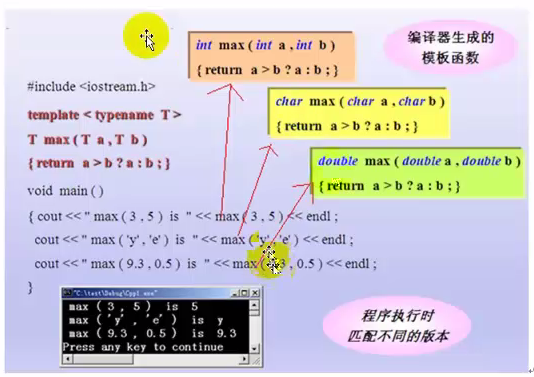 int max ( int a , int b )
{ return a > b ? a : b ; }
编译器生成的
模板函数
#include <iostream.h>
template < typename T >
T max ( T a , T b )
{ return a > b ? a : b ; }
char max ( char a , char b )
{ return a > b ? a : b ; }
double max ( double a , double b )
{ return a > b ? a : b ; }
void main ( )
{ cout << " max ( 3 , 5 ) is " << max ( 3 , 5 ) << endl ;
cout << " max ( 'y' , 'e' ) is " << max ( 'y' , 'e' ) << endl ;
cout << " max ( 9.3 , 0.5 ) is " << max ( 3 , 0.5 ) << endl ;
}
"C:\test\Debug\Cpp1.exe"
max ( 3 , 5 ) is 5
max ( 'y' , 'e' ) is y
max ( 9.3 , 0.5 ) is 9.3
Press any key to continue
程序执行时
匹配不同的版本